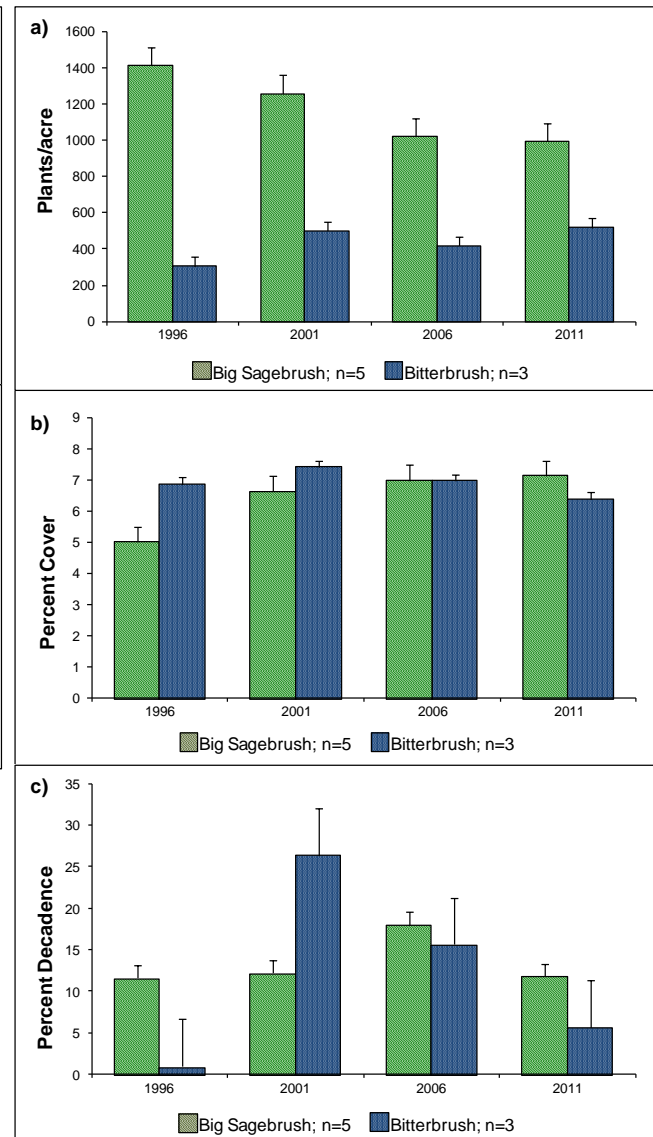 a)
Plants/acre
1600
1400
1200
1000
800
600
400
200
0
1996 2001 2006 2011
Big Sagebrush; n=5 Bitterbrush; n=3
b)
Percent Cover
9
8
7
6
5
4
3
2
1
0
1996 2001 2006 2011
Big Sagebrush; n=5 Bitterbrush; n=3
c)
Percent Decadence
35
30
25
20
15
10
5
0
1996 2001 2006 2011
Big Sagebrush; n=5 Bitterbrush; n=3